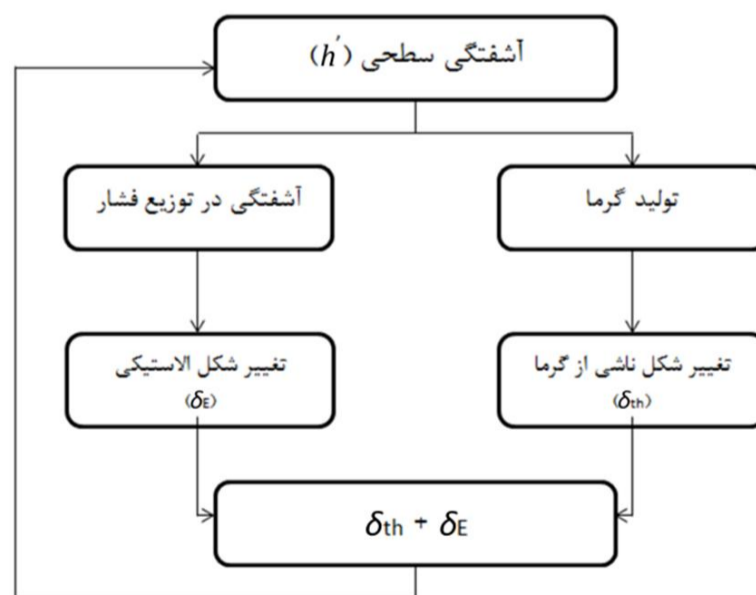 آشفتگی سطحی (h′)
تولید گرما
آشفتگی در توزیع فشار
تغییر شکل ناشی از گرما
(δth)
تغییر شکل الاستیکی
(δE)
δth + δE